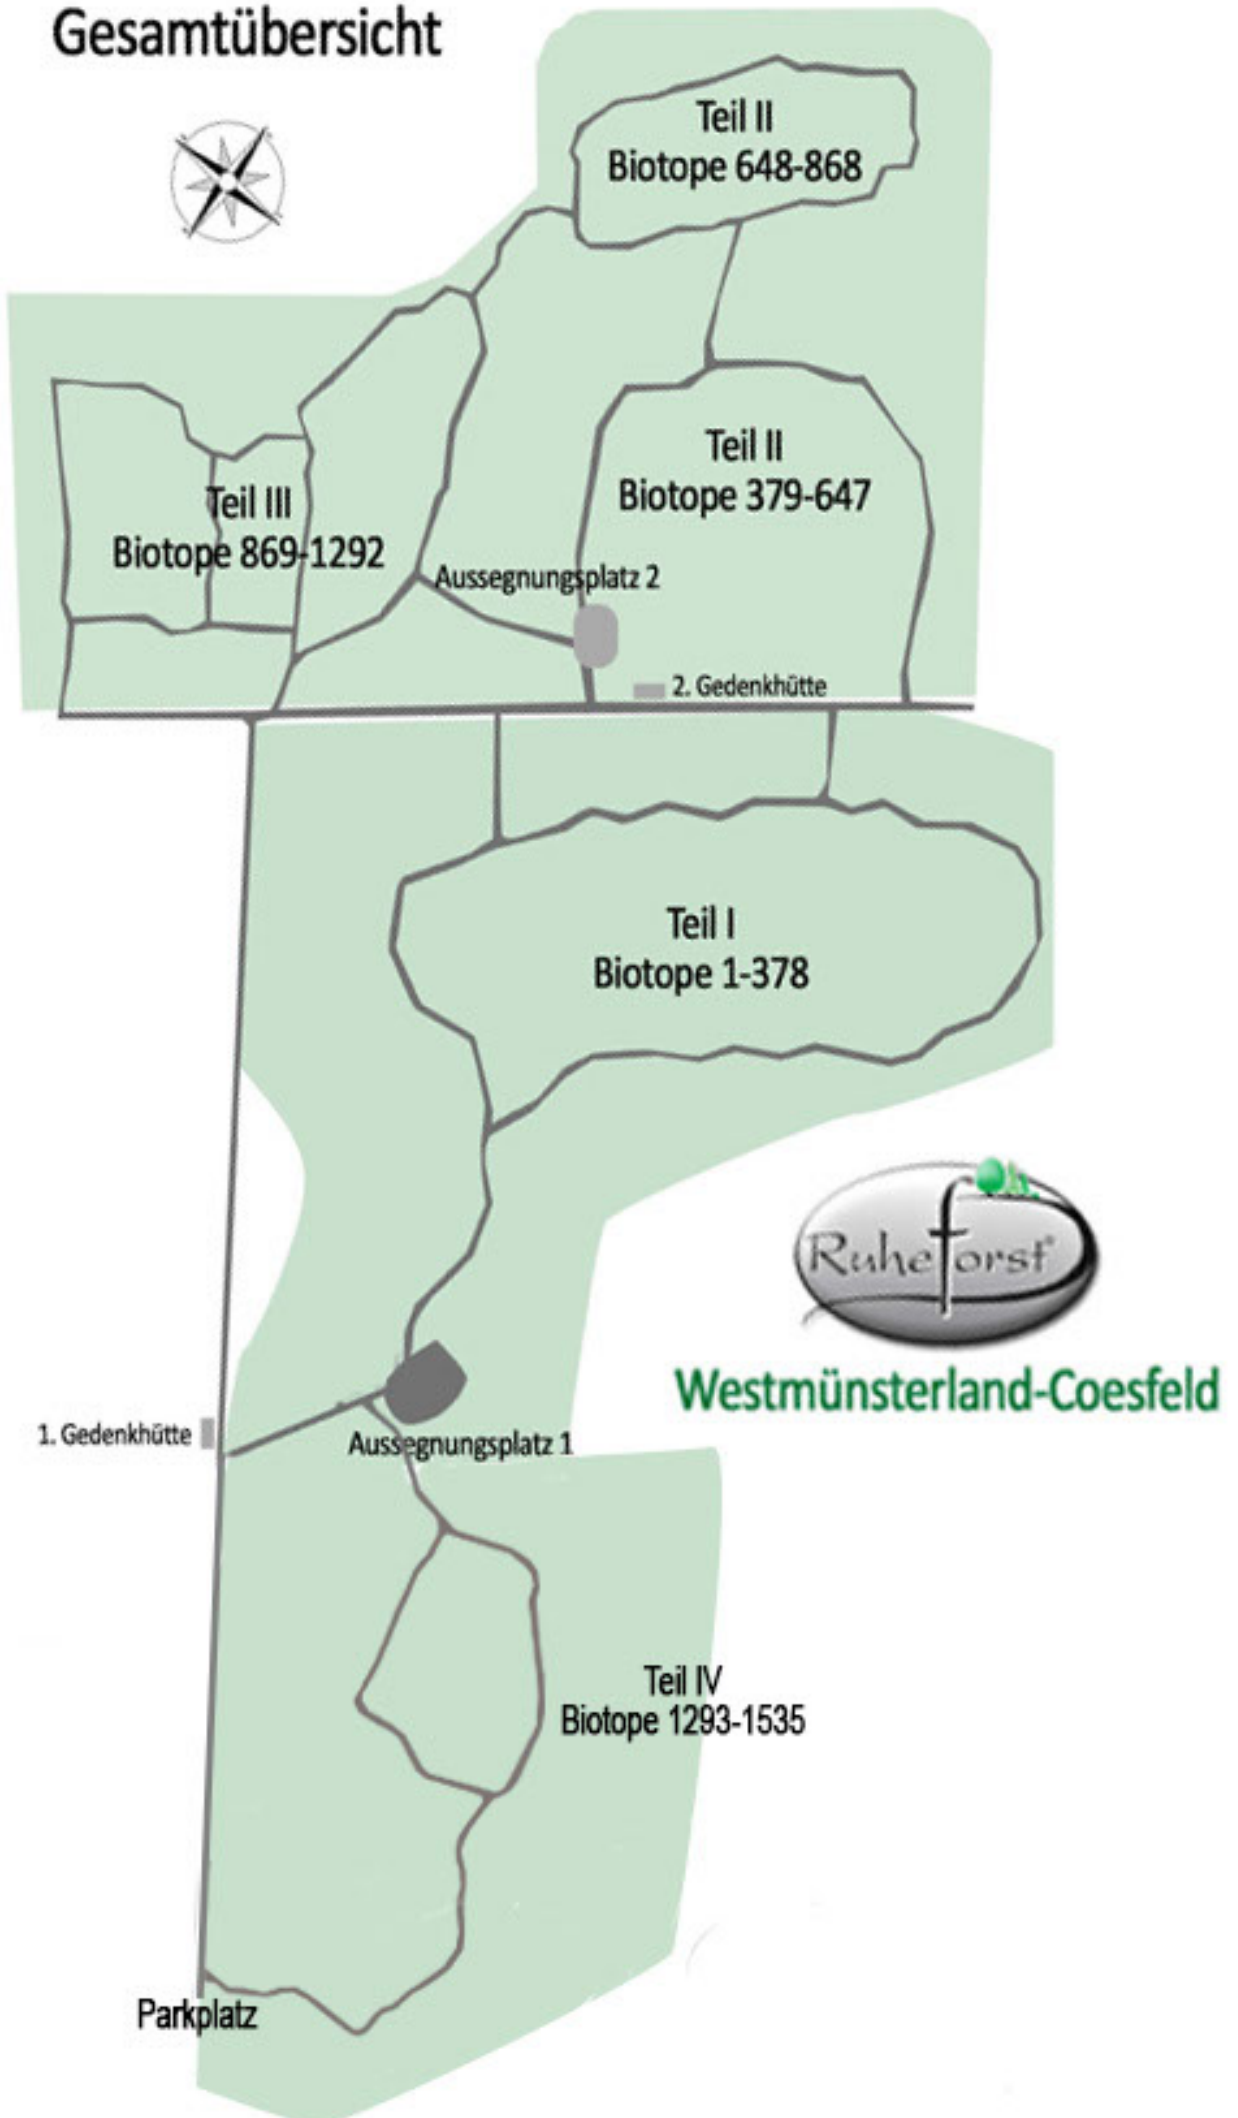 Gesamtübersicht
Teil II
Biotope 648-868
Teil II
Biotope 379-647
Teil III
Biotope 869-1292
Aussegnungsplatz 2
2. Gedenkhütte
Teil I
Biotope 1-378
Ruheforst®
Westmünsterland-Coesfeld
1. Gedenkhütte
Aussegnungsplatz 1
Teil IV
Biotope 1293-1535
Parkplatz